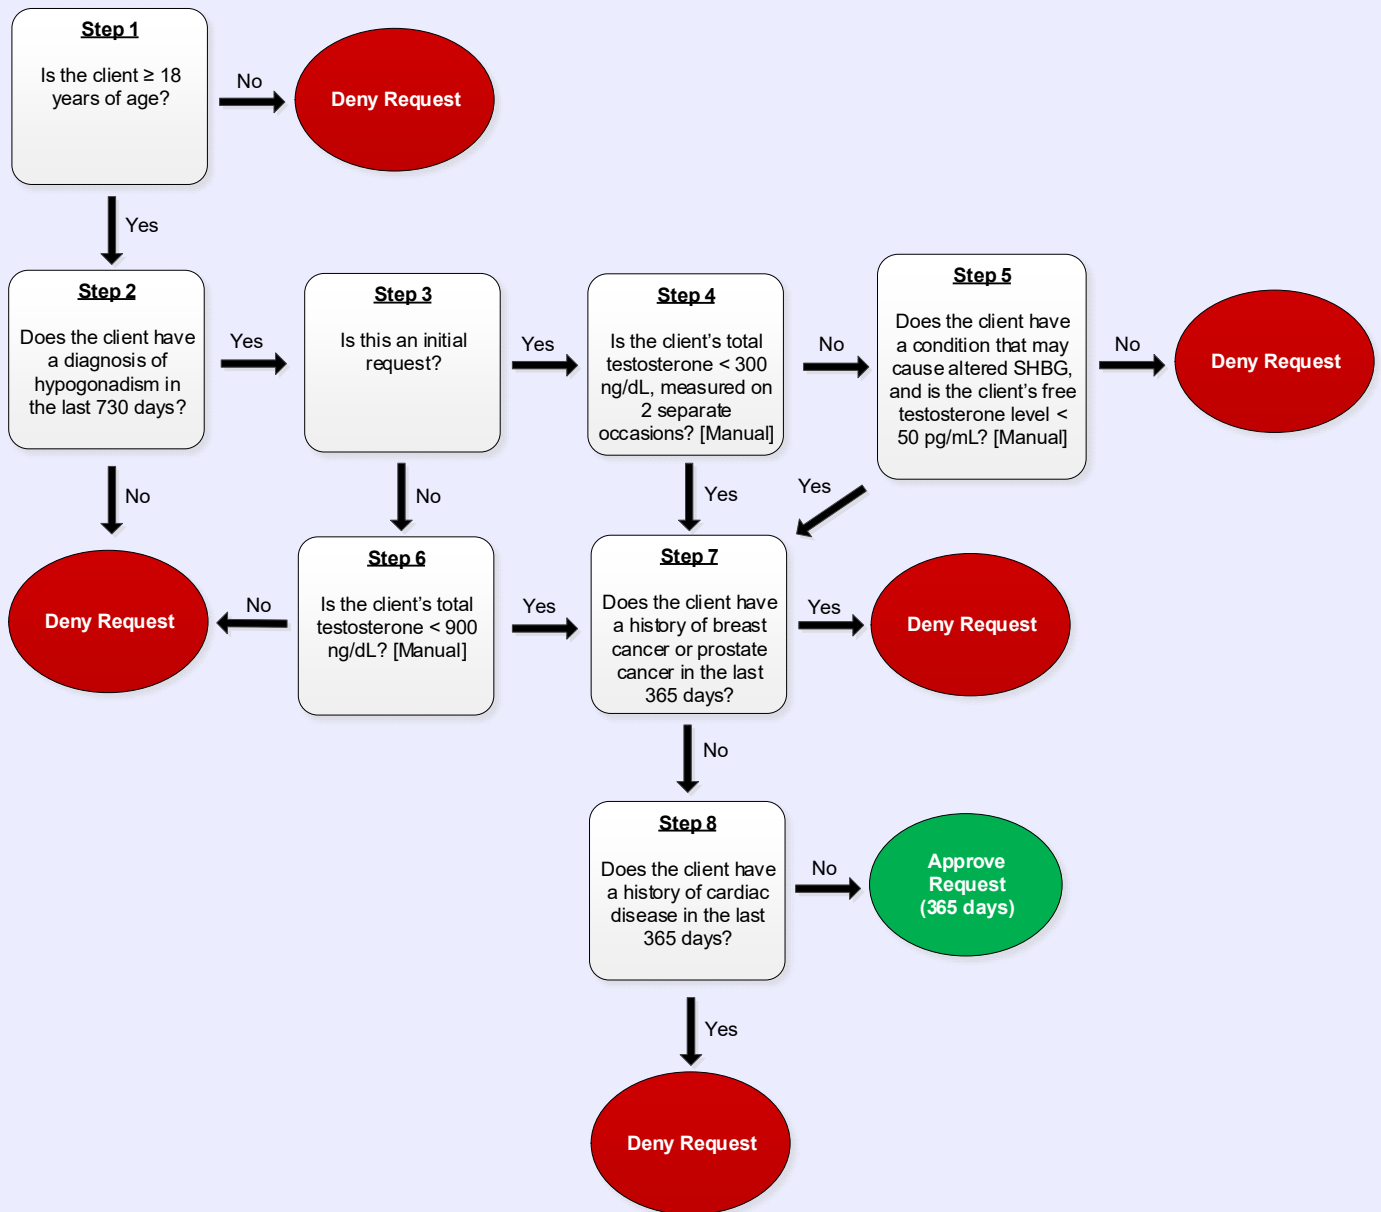 Step 1
Is the client ≥ 18
years of age?
No
Deny Request
Yes
Step 2
Does the client have
a diagnosis of
hypogonadism in
the last 730 days?
Yes
Step 3
Is this an initial
request?
Yes
Step 4
Is the client's total
testosterone < 300
ng/dL, measured on
2 separate
occasions? [Manual]
No
Step 5
Does the client have
a condition that may
cause altered SHBG,
and is the client's free
testosterone level <
50 pg/mL? [Manual]
No
Deny Request
No
No
Yes
Yes
Deny Request
No
Step 6
Is the client's total
testosterone < 900
ng/dL? [Manual]
Yes
Step 7
Does the client have
a history of breast
cancer or prostate
cancer in the last
365 days?
Yes
Deny Request
No
Step 8
Does the client have
a history of cardiac
disease in the last
365 days?
No
Approve
Request
(365 days)
Yes
Deny Request